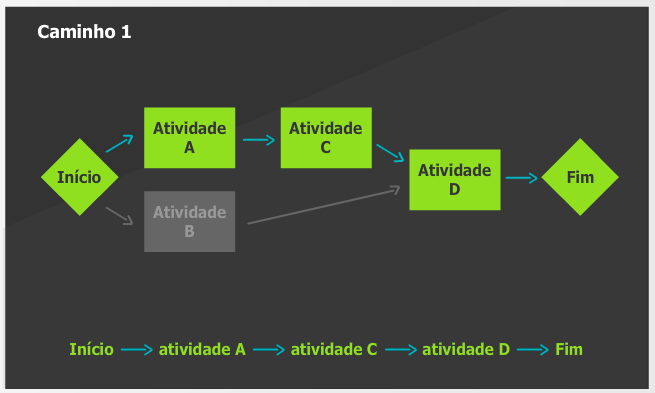 Caminho 1
Atividade
A
Atividade
C
Início
Atividade
D
Fim
Atividade
B
Início
atividade A
atividade C
atividade D
Fim